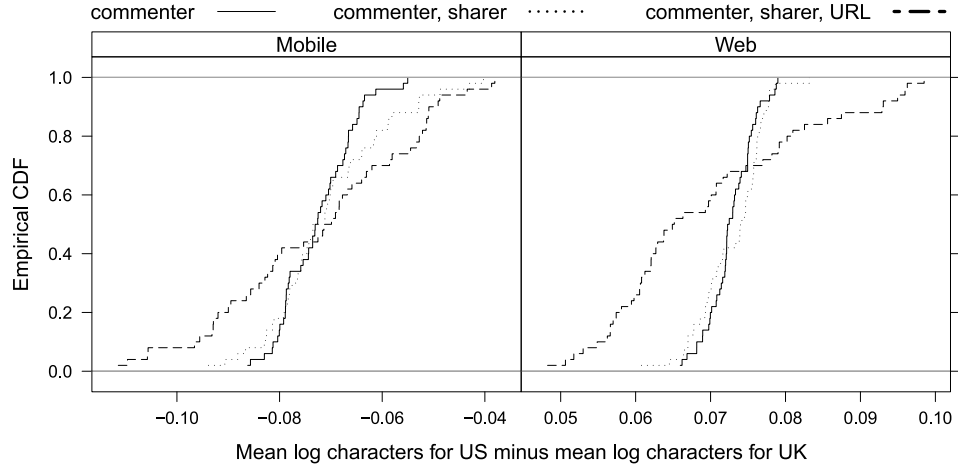 commenter commenter, sharer commenter, sharer, URL
Mobile Web
Empirical CDF
1.0
0.8
0.6
0.4
0.2
0.0
−0.10 −0.08 −0.06 −0.04 0.05 0.06 0.07 0.08 0.09 0.10
Mean log characters for US minus mean log characters for UK